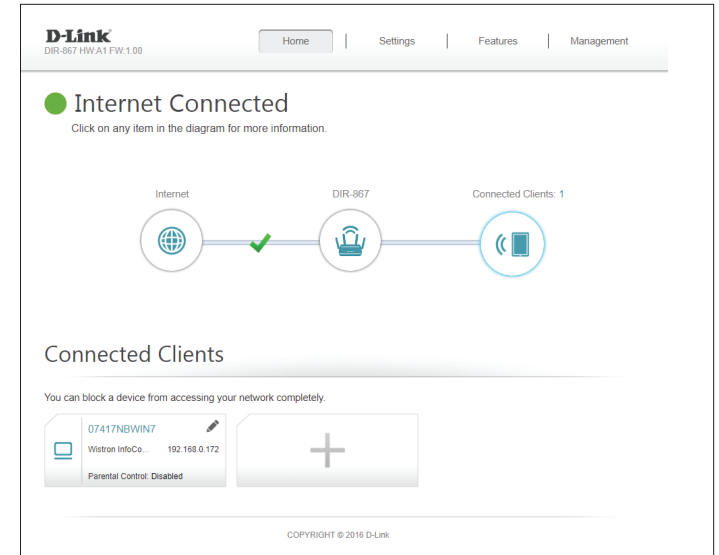 D-Link
DIR-867 HW:A1 FW:1.00
Home
Settings
Features
Management
Internet Connected
Click on any item in the diagram for more information.
Internet
DIR-867
Connected Clients: 1
Connected Clients
You can block a device from accessing your network completely.
07417NBWIN7
Wistron InfoCo... 192.168.0.172
Parental Control: Disabled
COPYRIGHT © 2016 D-Link